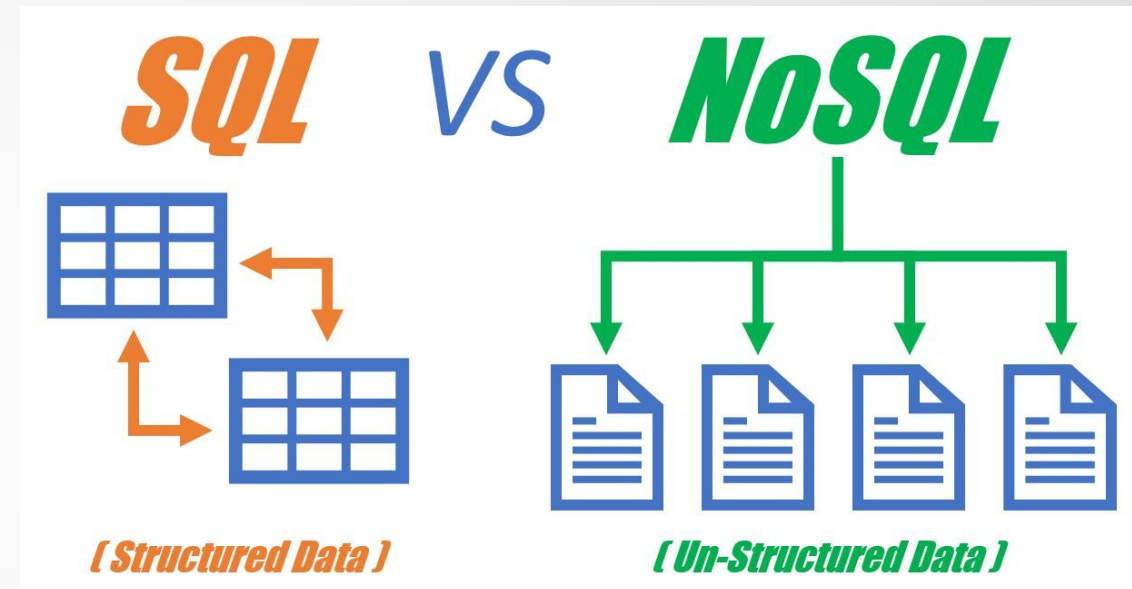 SQL VS NoSQL
( Structured Data )
( Un-Structured Data )